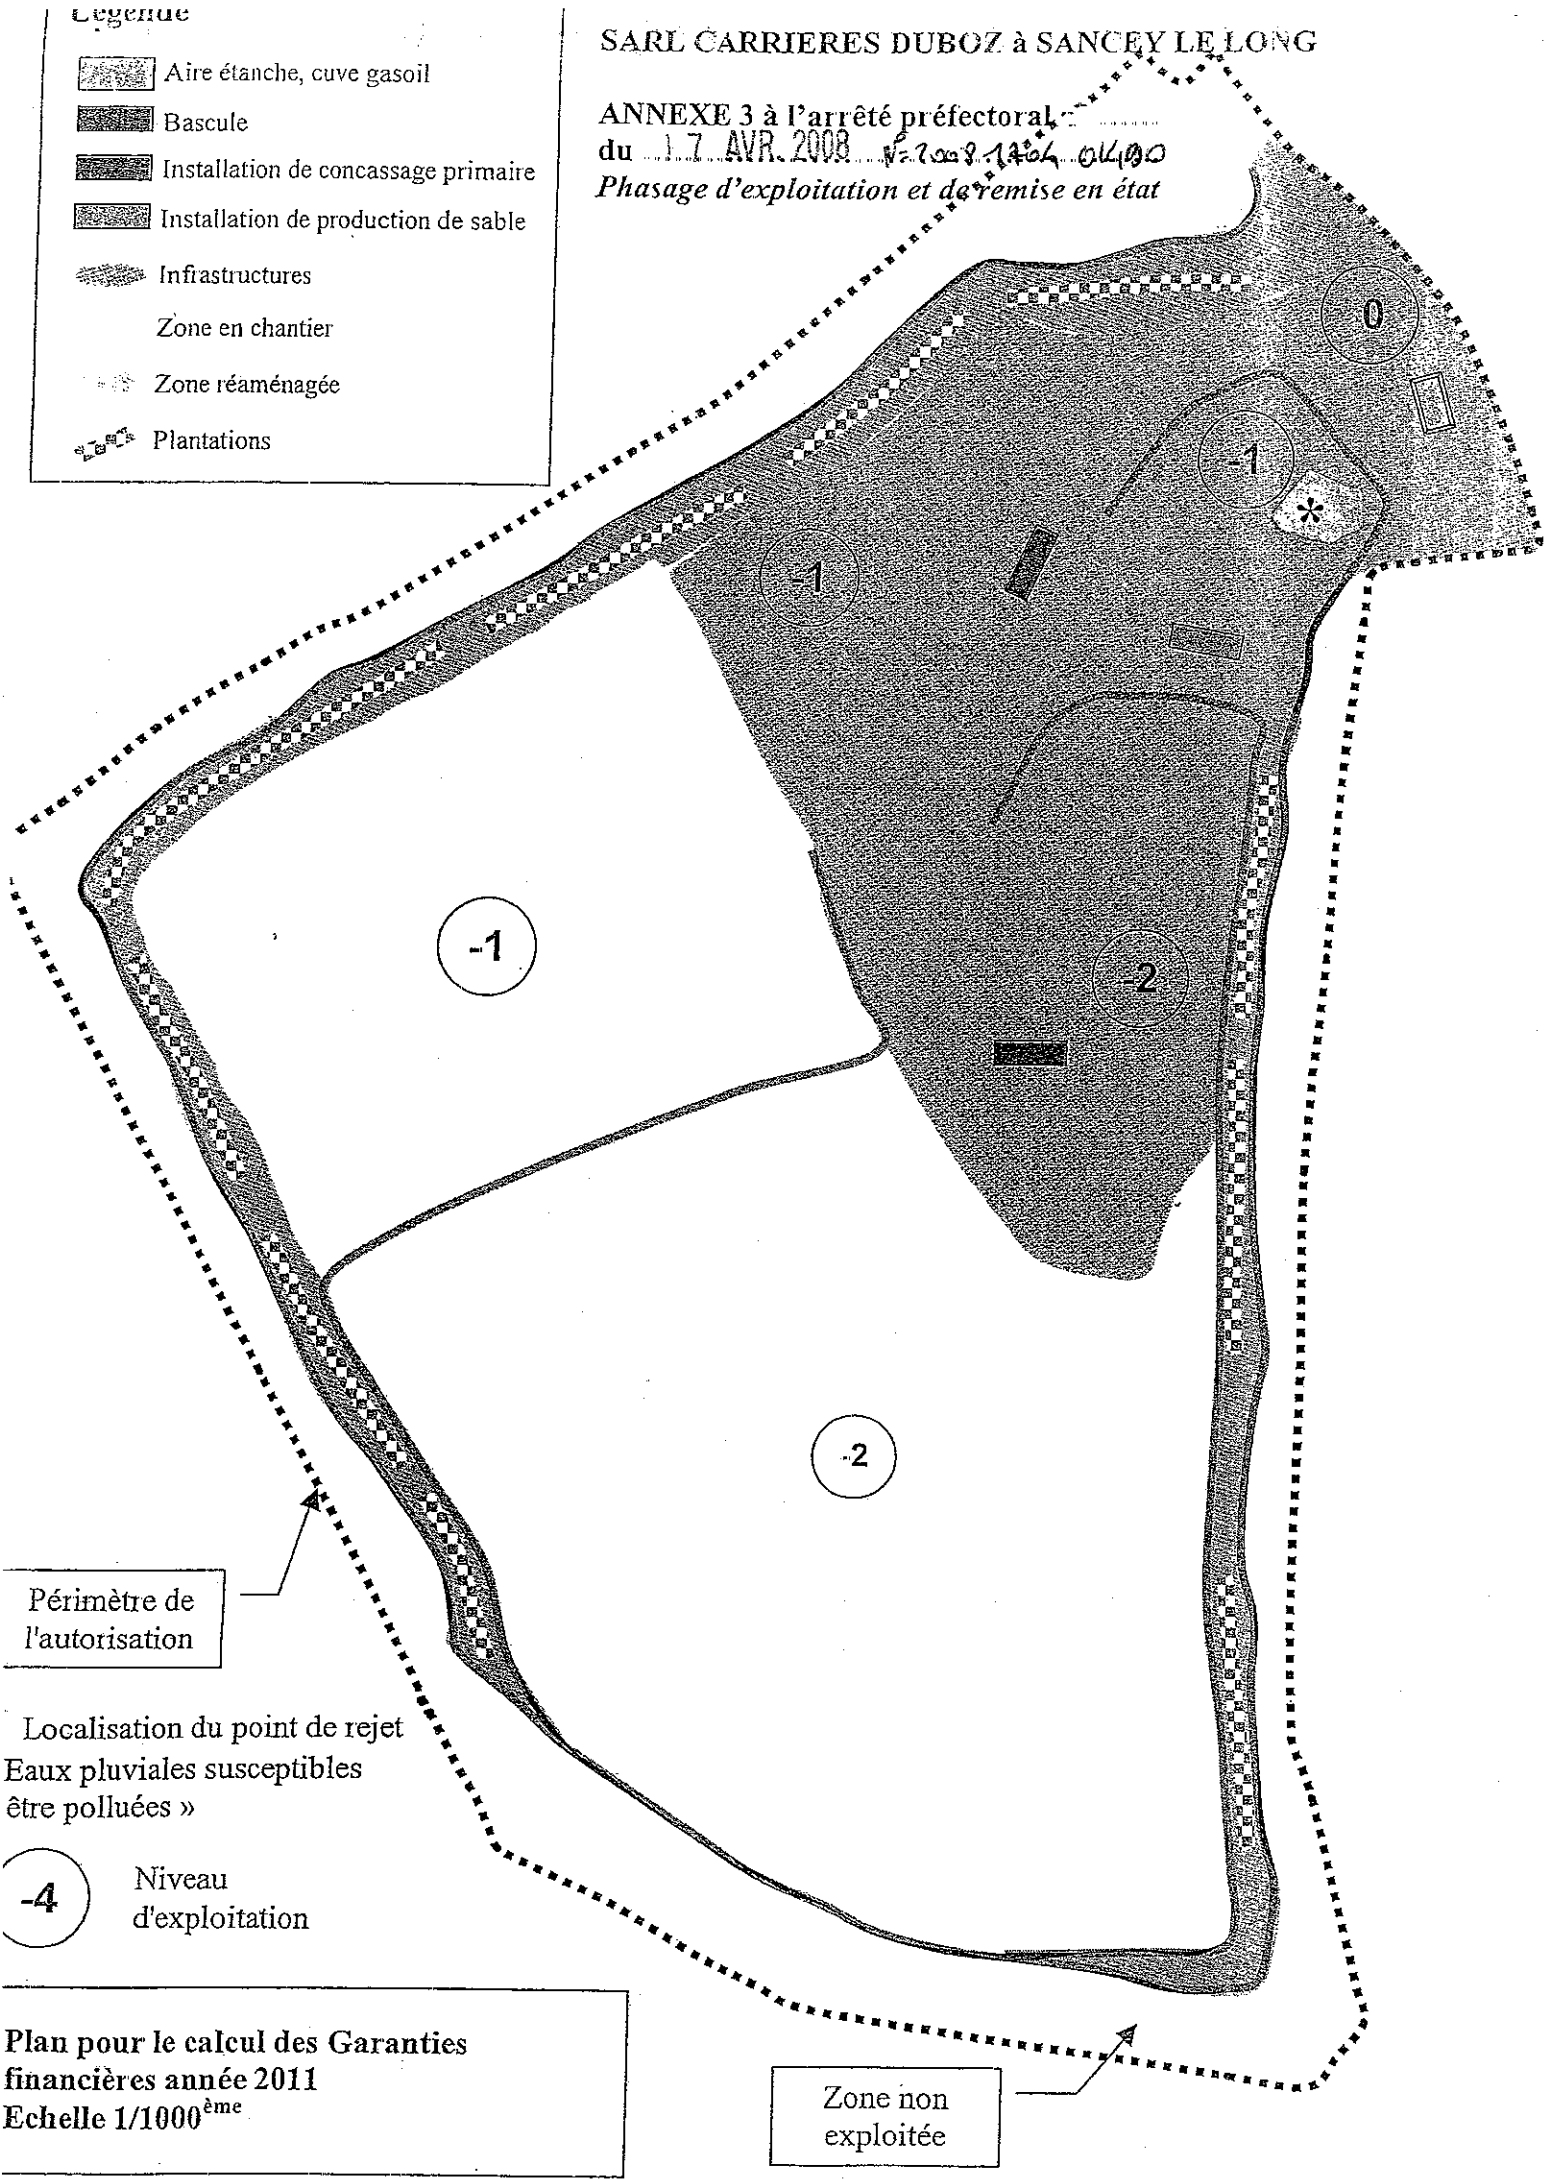 Légende
Aire étanche, cuve gasoil
Bascule
Installation de concassage primaire
Installation de production de sable
Infrastructures
Zone en chantier
Zone réaménagée
Plantations
SARL CARRIERES DUBOZ à SANCEY LE LONG
ANNEXE 3 à l'arrêté préfectoral
du 17 AVR. 2008 N° 2008 1704 01490
Phasage d'exploitation et de remise en état
0
-1
*
-1
-1
-2
-2
Périmètre de
l'autorisation
Localisation du point de rejet
Eaux pluviales susceptibles
être polluées »
-4
Niveau
d'exploitation
Plan pour le calcul des Garanties
financières année 2011
Echelle 1/1000ème
Zone non
exploitée